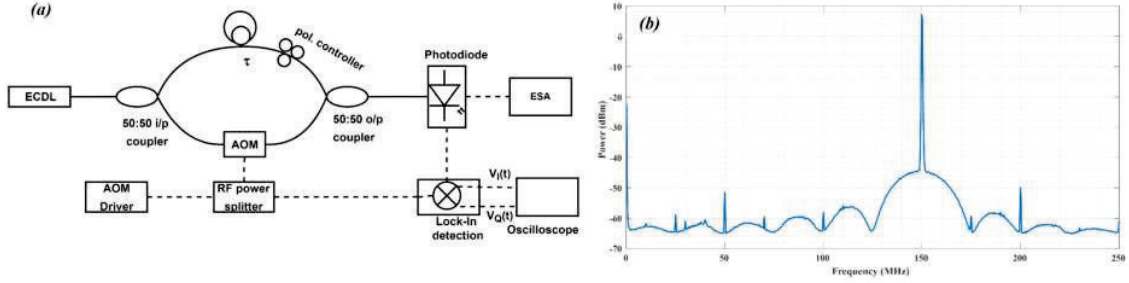 (a)
pol. controller
τ
Photodiode
ECDL
ESA
50:50 i/p
coupler
50:50 o/p
coupler
AOM
V_I(t)
AOM
Driver
RF power
splitter
V_Q(t)
Lock-In
detection
Oscilloscope
(b)
10
0
-10
-20
-30
-40
-50
-60
-70
Power (dBm)
0
50
100
150
200
250
Frequency (MHz)